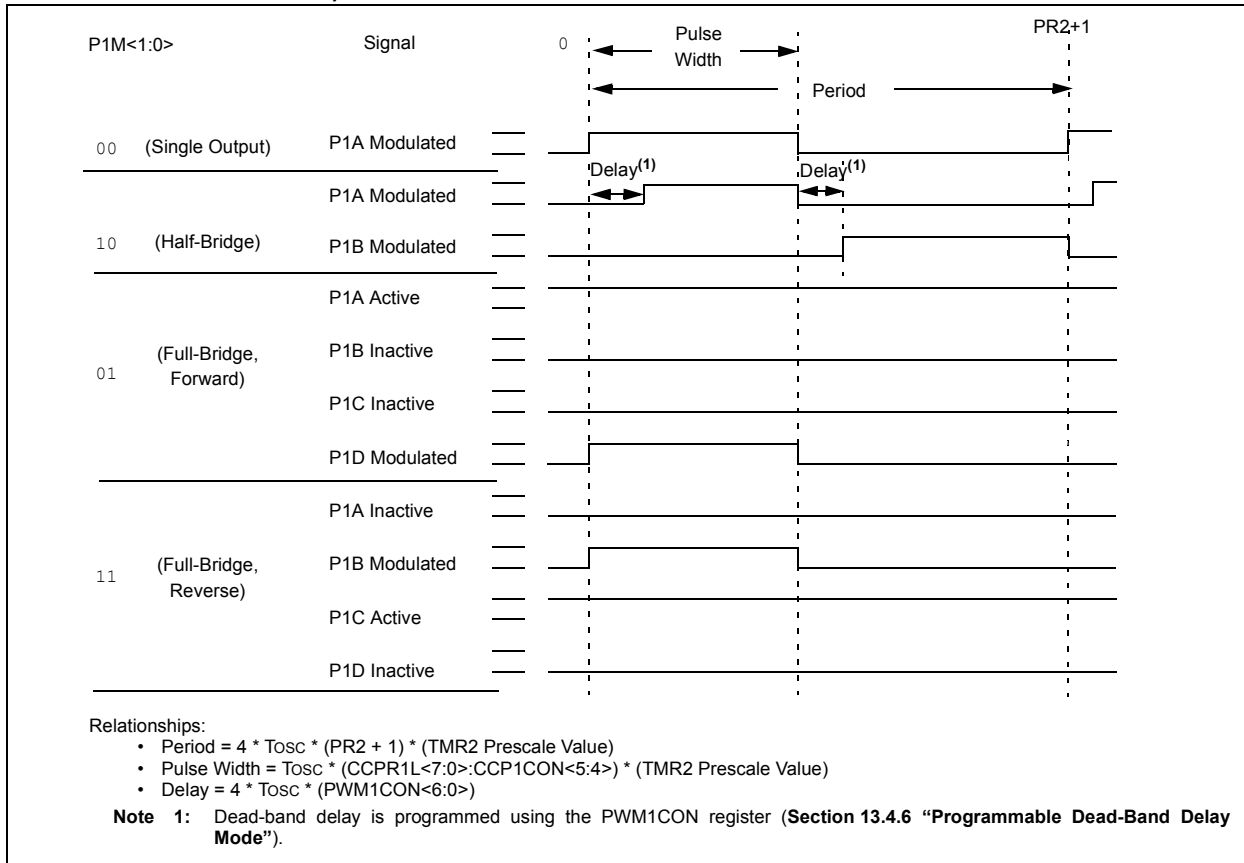 P1M<1:0>
Signal
0
Pulse
Width
PR2+1
Period
00
(Single Output)
P1A Modulated
Delay(1)
Delay(1)
P1A Modulated
10
(Half-Bridge)
P1B Modulated
P1A Active
01
(Full-Bridge,
Forward)
P1B Inactive
P1C Inactive
P1D Modulated
P1A Inactive
11
(Full-Bridge,
Reverse)
P1B Modulated
P1C Active
P1D Inactive
Relationships:
• Period = 4 * TOSC * (PR2 + 1) * (TMR2 Prescale Value)
• Pulse Width = TOSC * (CCPR1L<7:0>:CCP1CON<5:4>) * (TMR2 Prescale Value)
• Delay = 4 * TOSC * (PWM1CON<6:0>)
Note 1: Dead-band delay is programmed using the PWM1CON register (Section 13.4.6 “Programmable Dead-Band Delay
Mode”).